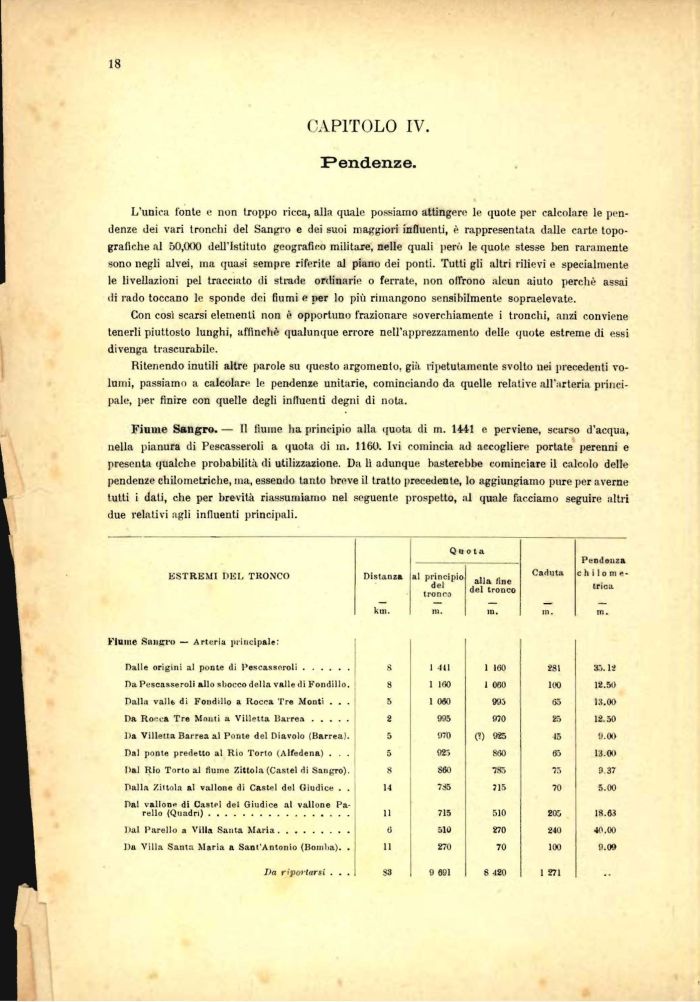 18
CAPITOLO IV.
Pendenze.
L'unica fonte e non troppo ricca, alla quale possiamo attingere le quote per calcolare le pen-
denze dei vari tronchi del Sangro e dei suoi maggiori influenti, è rappresentata dalle carte topo-
grafiche al 50,000 dell'Istituto geografico militare, nelle quali però le quote stesse ben raramente
sono negli alvei, ma quasi sempre riferite al piano dei ponti. Tutti gli altri rilievi e specialmente
le livellazioni pel tracciato di strade ordinarie o ferrate, non offrono alcun aiuto perchè assai
di rado toccano le sponde dei fiumi e per lo più rimangono sensibilmente sopraelevate.
Con così scarsi elementi non è opportuno frazionare soverchiamente i tronchi, anzi conviene
tenerli piuttosto lunghi, affinchè qualunque errore nell'apprezzamento delle quote estreme di essi
divenga trascurabile.
Ritenendo inutili altre parole su questo argomento, già ripetutamente svolto nei precedenti vo-
lumi, passiamo a calcolare le pendenze unitarie, cominciando da quelle relative all'arteria princi-
pale, per finire con quelle degli influenti degni di nota.
Fiume Sangro. — Il fiume ha principio alla quota di m. 1441 e perviene, scarso d'acqua,
nella pianura di Pescasseroli a quota di m. 1160. Ivi comincia ad accogliere portate perenni e
presenta qualche probabilità di utilizzazione. Da lì adunque basterebbe cominciare il calcolo delle
pendenze chilometriche, ma, essendo tanto breve il tratto precedente, lo aggiungiamo pure per averne
tutti i dati, che per brevità riassumiamo nel seguente prospetto, al quale facciamo seguire altri
due relativi agli influenti principali.
ESTREMI DEL TRONCO | Distanza — km. | Quota al principio del tronco — m. | Quota alla fine del tronco — m. | Caduta — m. | Pendenza chilome-trica — m.
Fiume Sangro — Arteria principale:
Dalle origini al ponte di Pescasseroli . . . . . . 8 1 441 1 160 281 35.12
Da Pescasseroli allo sbocco della valle di Fondillo. 8 1 160 1 060 100 12.50
Dalla valle di Fondillo a Rocca Tre Monti . . . 5 1 060 995 65 13.00
Da Rocca Tre Monti a Villetta Barrea . . . . . 2 995 970 25 12.50
Da Villetta Barrea al Ponte del Diavolo (Barrea). 5 970 (?) 925 45 9.00
Dal ponte predetto al Rio Torto (Alfedena) . . . 5 925 860 65 13.00
Dal Rio Torto al fiume Zittola (Castel di Sangro). 8 860 785 75 9.37
Dalla Zittola al vallone di Castel del Giudice . . 14 785 715 70 5.00
Dal vallone di Castel del Giudice al vallone Pa-
rello (Quadri) . . . . . . . . . . . . . . . . . 11 715 510 205 18.63
Dal Parello a Villa Santa Maria . . . . . . . . . 6 510 270 240 40.00
Da Villa Santa Maria a Sant'Antonio (Bomba). . 11 270 70 100 9.09
Da riportarsi . . . 83 9 691 8 420 1 271 ..